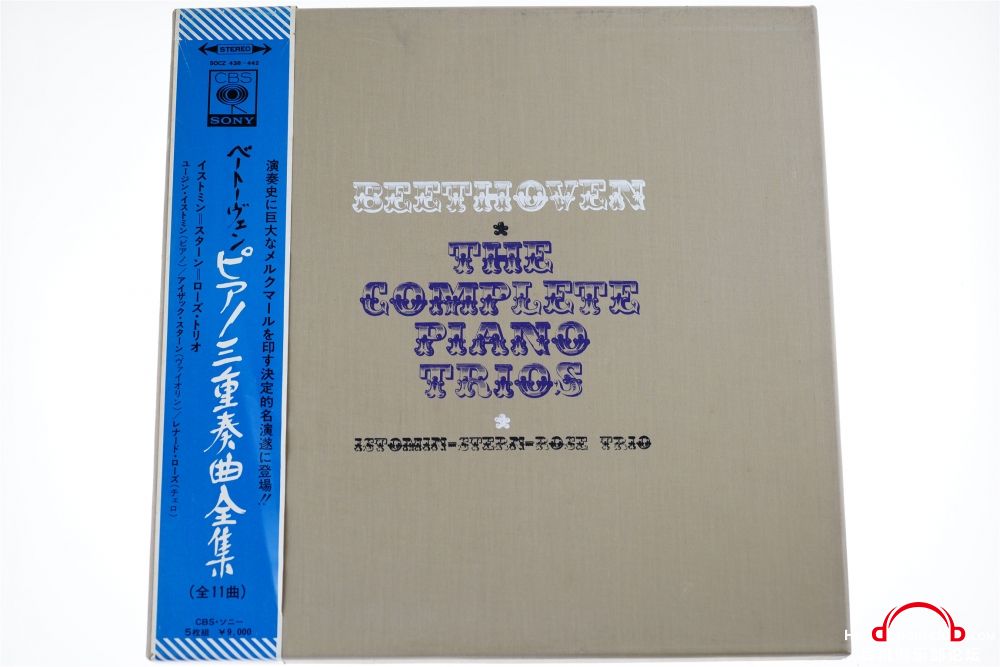 STEREO
SOCZ 438-442
CBS
SONY
演奏史に巨大なメルクマールを印す決定的名演遂に登場!!
ベートーヴェン
ピアノ三重奏曲全集
イストミン=スターン=ローズ・トリオ
ユージン・イストミン(ピアノ)/アイザック・スターン(ヴァイオリン)/レナード・ローズ(チェロ)
(全11曲)
CBS・ソニー
5枚組 ¥9,000
BEETHOVEN
THE
COMPLETE
PIANO
TRIOS
ISTOMIN-STERN-ROSE TRIO